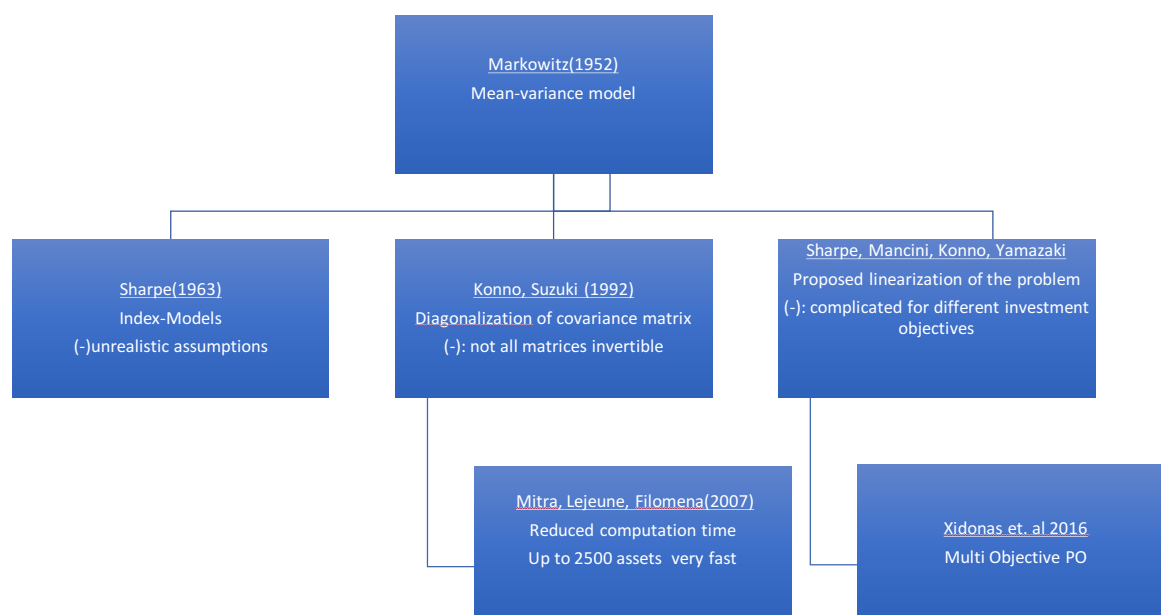 Markowitz(1952)
Mean-variance model
Sharpe(1963)
Index-Models
(-)unrealistic assumptions
Konno, Suzuki (1992)
Diagonalization of covariance matrix
(-): not all matrices invertible
Sharpe, Mancini, Konno, Yamazaki
Proposed linearization of the problem
(-): complicated for different investment
objectives
Mitra, Lejeune, Filomena(2007)
Reduced computation time
Up to 2500 assets  very fast
Xidonas et. al 2016
Multi Objective PO